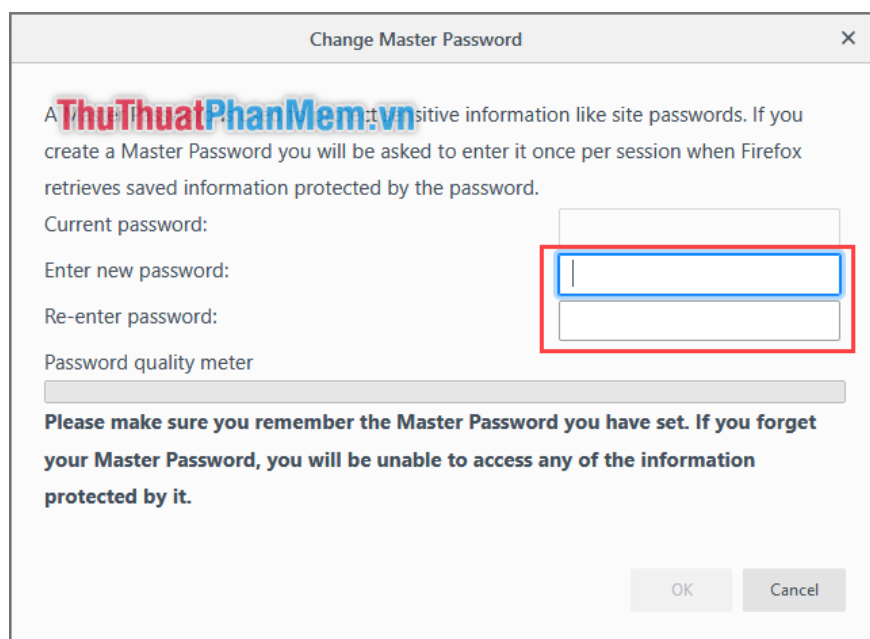 Change Master Password
ThuThuatPhanMem.vn
A sitive information like site passwords. If you
create a Master Password you will be asked to enter it once per session when Firefox
retrieves saved information protected by the password.
Current password:
Enter new password:
Re-enter password:
Password quality meter
Please make sure you remember the Master Password you have set. If you forget
your Master Password, you will be unable to access any of the information
protected by it.
OK
Cancel